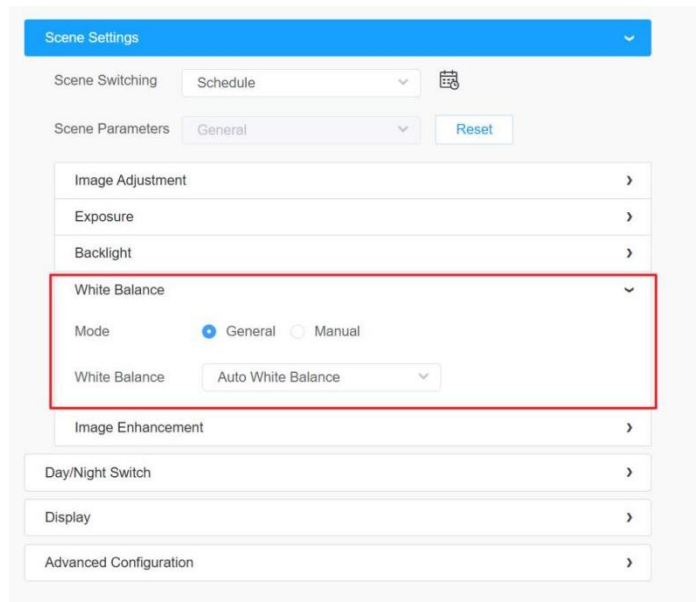 Scene Settings
Scene Switching Schedule
Scene Parameters General Reset
Image Adjustment
Exposure
Backlight
White Balance
Mode General Manual
White Balance Auto White Balance
Image Enhancement
Day/Night Switch
Display
Advanced Configuration